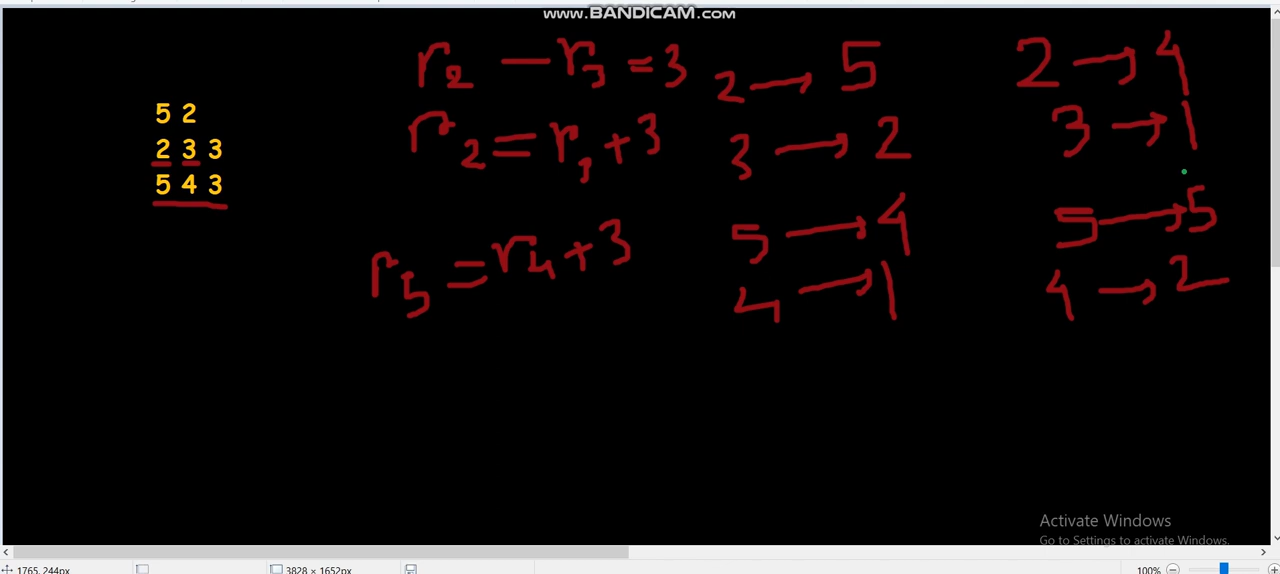 www.BANDICAM.com
5 2
2 3 3
5 4 3
r2 - r3 = 3
r2 = r3 + 3
r5 = r4 + 3
2 → 5
3 → 2
5 → 4
4 → 1
2 → 4
3 → 1
5 → 5
4 → 2
Activate Windows
Go to Settings to activate Windows.
1765, 244px
3828 × 1652px
100%